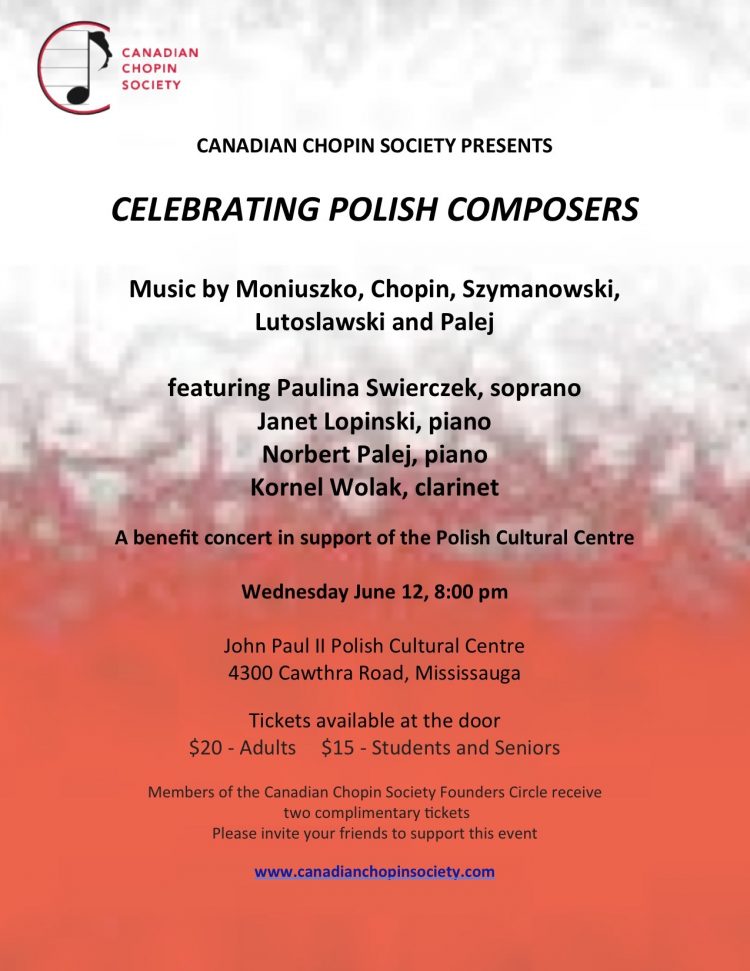 CANADIAN
CHOPIN
SOCIETY
CANADIAN CHOPIN SOCIETY PRESENTS
CELEBRATING POLISH COMPOSERS
Music by Moniuszko, Chopin, Szymanowski,
Lutoslawski and Palej
featuring Paulina Swierczek, soprano
Janet Lopinski, piano
Norbert Palej, piano
Kornel Wolak, clarinet
A benefit concert in support of the Polish Cultural Centre
Wednesday June 12, 8:00 pm
John Paul II Polish Cultural Centre
4300 Cawthra Road, Mississauga
Tickets available at the door
$20 - Adults $15 - Students and Seniors
Members of the Canadian Chopin Society Founders Circle receive
two complimentary tickets
Please invite your friends to support this event
www.canadianchopinsociety.com